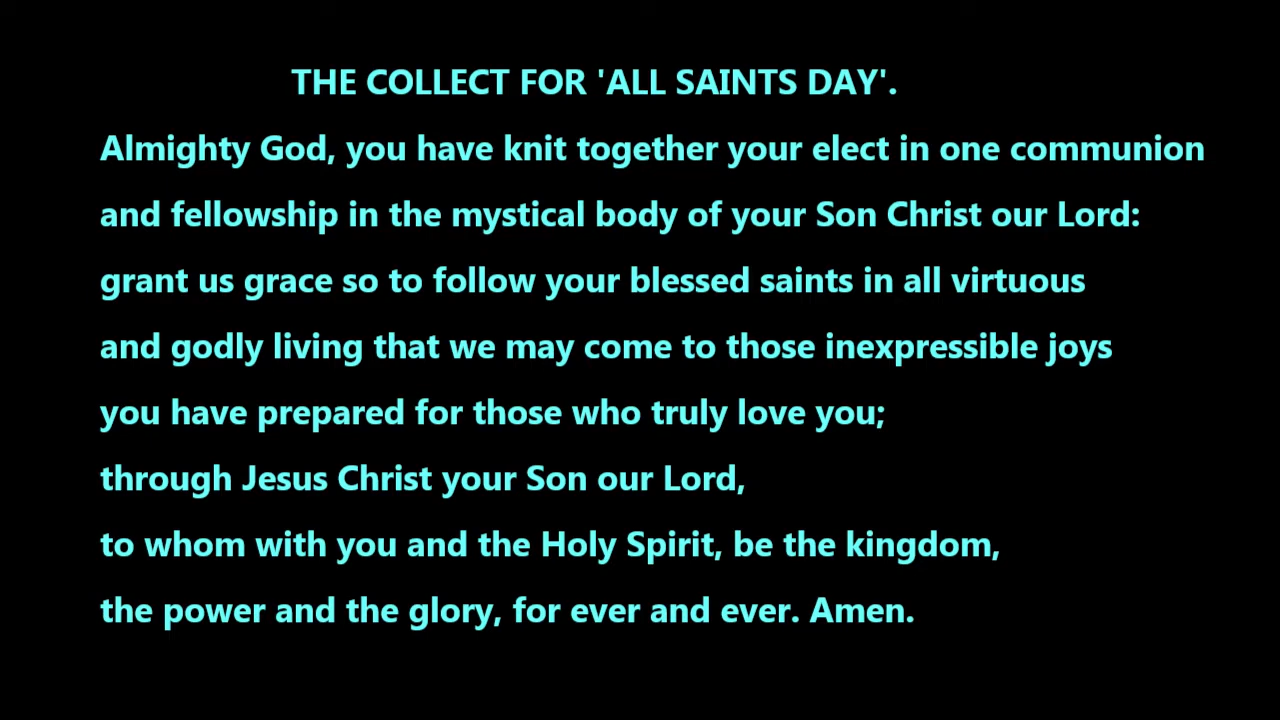 THE COLLECT FOR 'ALL SAINTS DAY'.
Almighty God, you have knit together your elect in one communion
and fellowship in the mystical body of your Son Christ our Lord:
grant us grace so to follow your blessed saints in all virtuous
and godly living that we may come to those inexpressible joys
you have prepared for those who truly love you;
through Jesus Christ your Son our Lord,
to whom with you and the Holy Spirit, be the kingdom,
the power and the glory, for ever and ever. Amen.